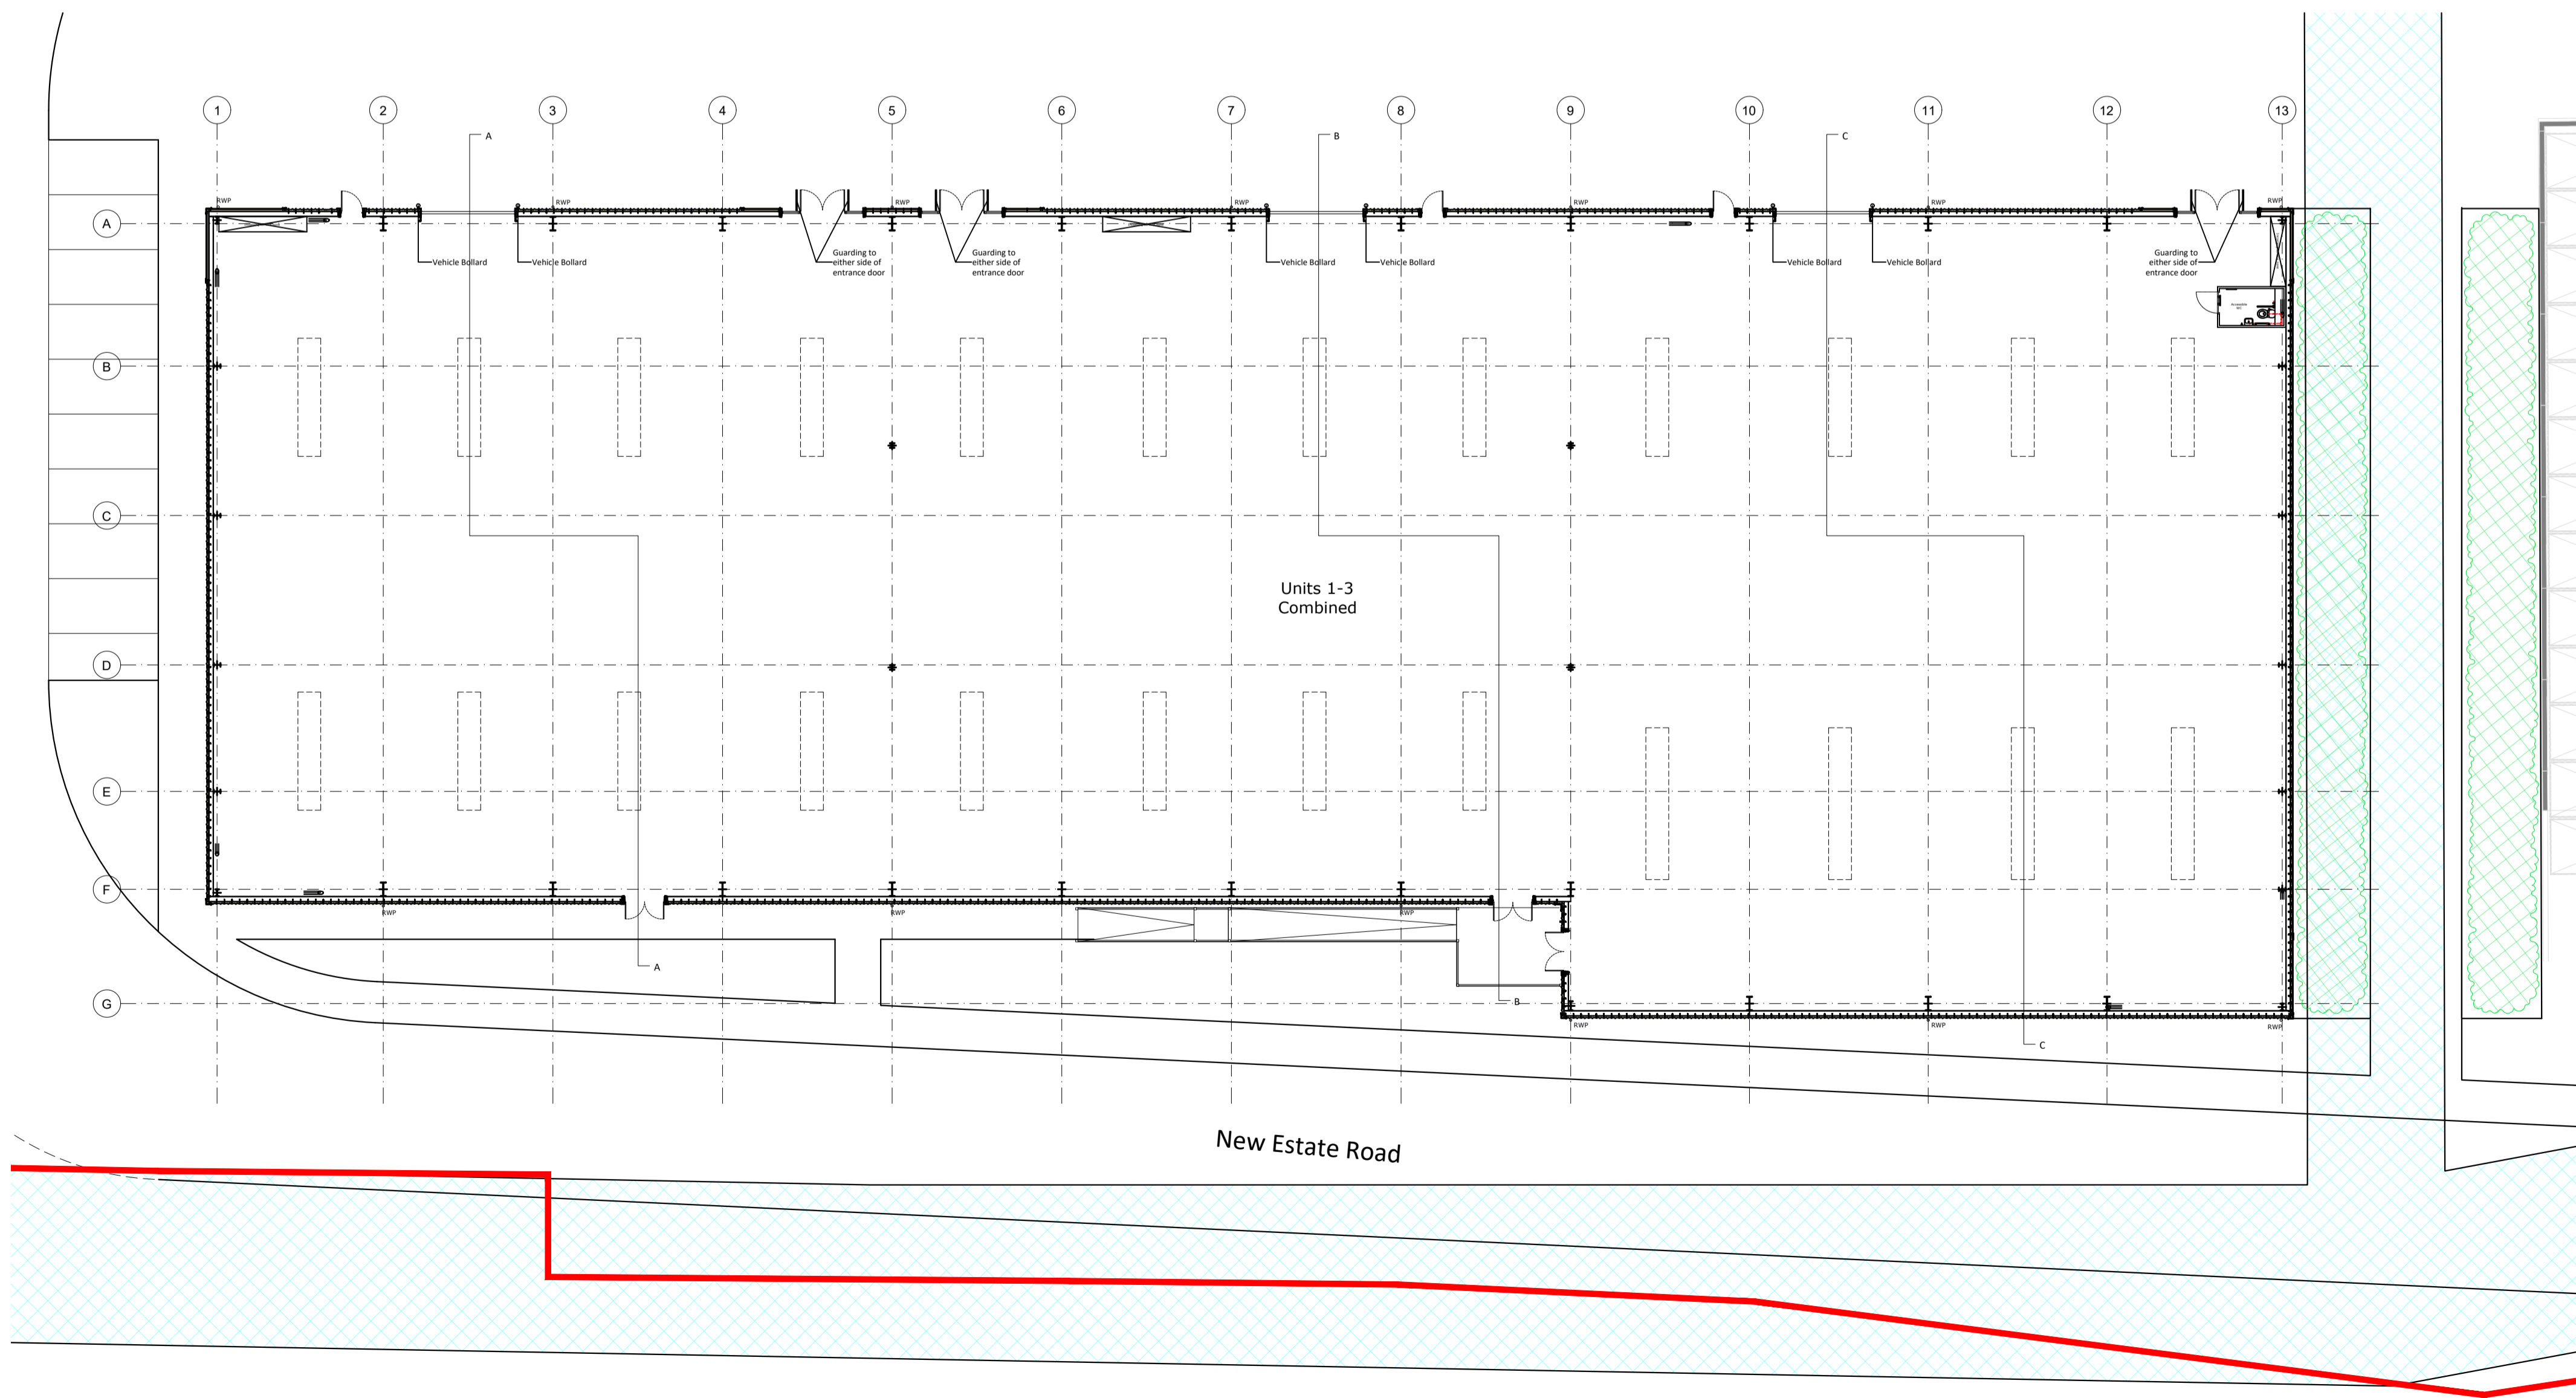 1 2 3 4 5 6 7 8 9 10 11 12 13
A B C
RWP RWP RWP RWP RWP RWP RWP
A
Vehicle Bollard
Vehicle Bollard
Guarding to
either side of
entrance door
Guarding to
either side of
entrance door
Vehicle Bollard
Vehicle Bollard
Vehicle Bollard
Vehicle Bollard
Guarding to
either side of
entrance door
Accessible
WC
B
C
Units 1-3
Combined
D
E
F
RWP RWP RWP
A
G
B
RWP RWP RWP
C
New Estate Road